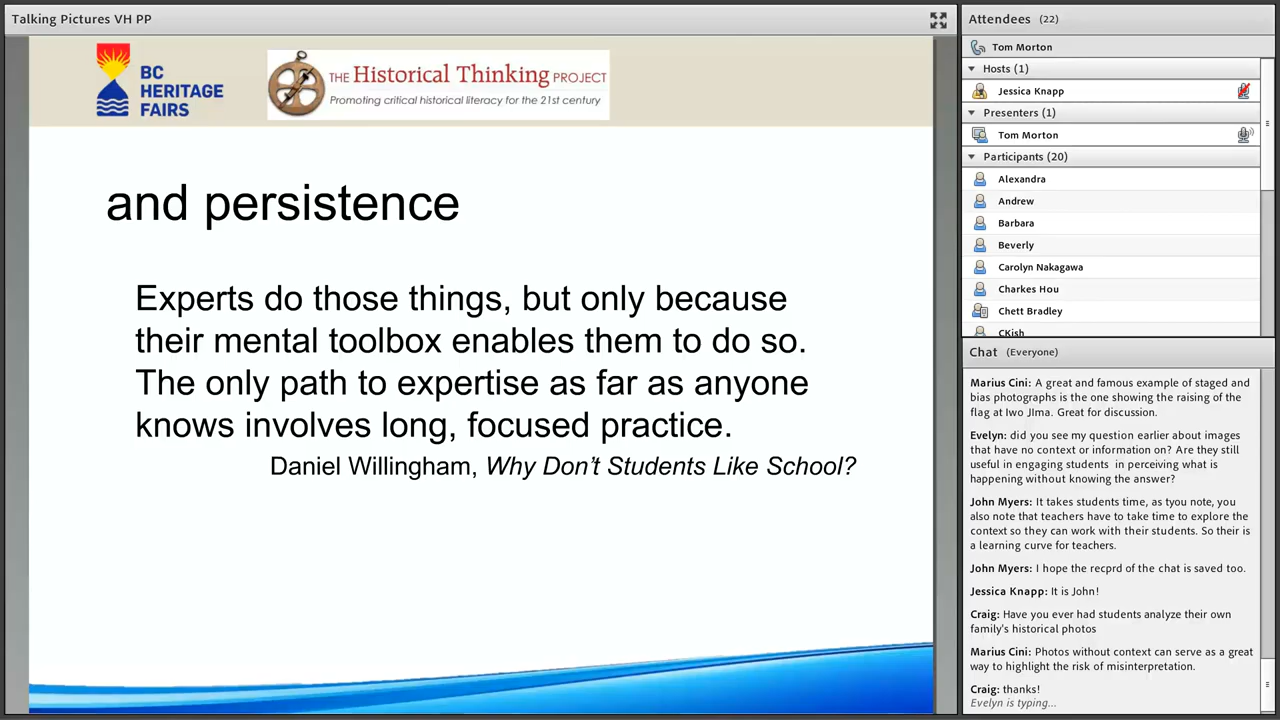 Talking Pictures VH PP
BC
HERITAGE
FAIRS
THE Historical Thinking PROJECT
Promoting critical historical literacy for the 21st century
and persistence
Experts do those things, but only because
their mental toolbox enables them to do so.
The only path to expertise as far as anyone
knows involves long, focused practice.
Daniel Willingham, Why Don't Students Like School?
Attendees (22)
Tom Morton
Hosts (1)
Jessica Knapp
Presenters (1)
Tom Morton
Participants (20)
Alexandra
Andrew
Barbara
Beverly
Carolyn Nakagawa
Charkes Hou
Chett Bradley
CKish
Chat (Everyone)
Marius Cini: A great and famous example of staged and
bias photographs is the one showing the raising of the
flag at Iwo JIma. Great for discussion.
Evelyn: did you see my question earlier about images
that have no context or information on? Are they still
useful in engaging students in perceiving what is
happening without knowing the answer?
John Myers: It takes students time, as tyou note, you
also note that teachers have to take time to explore the
context so they can work with their students. So their is
a learning curve for teachers.
John Myers: I hope the recprd of the chat is saved too.
Jessica Knapp: It is John!
Craig: Have you ever had students analyze their own
family's historical photos
Marius Cini: Photos without context can serve as a great
way to highlight the risk of misinterpretation.
Craig: thanks!
Evelyn is typing...